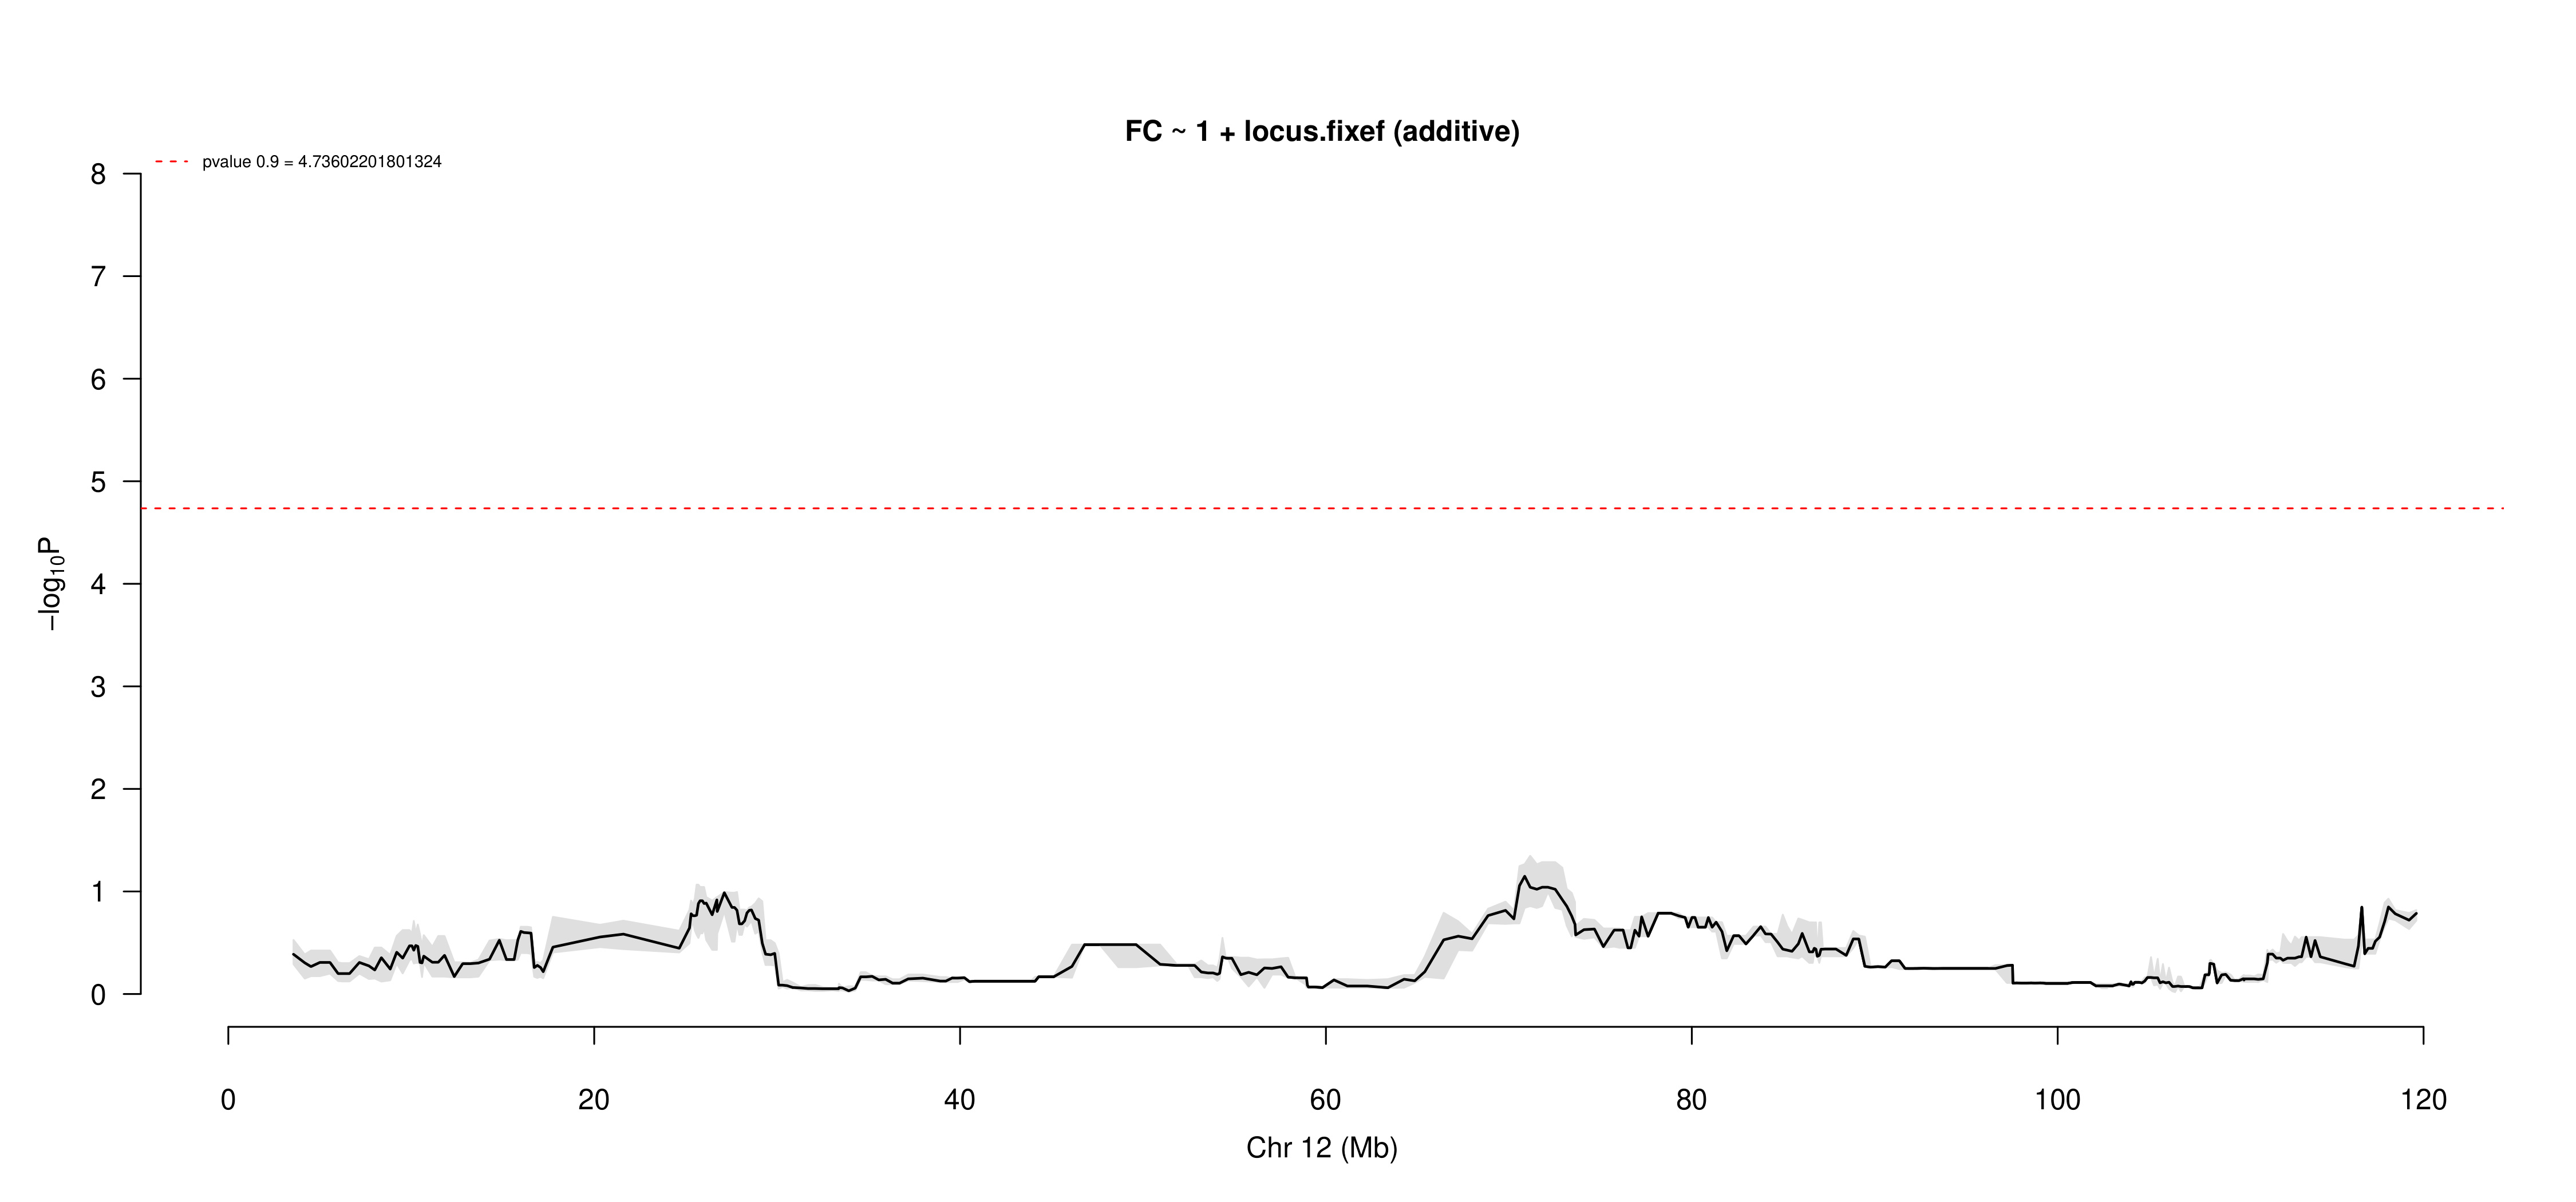 FC ~ 1 + locus.fixef (additive)
pvalue 0.9 = 4.73602201801324
8
7
6
5
4
3
2
1
0
−log10P
0 20 40 60 80 100 120
Chr 12 (Mb)